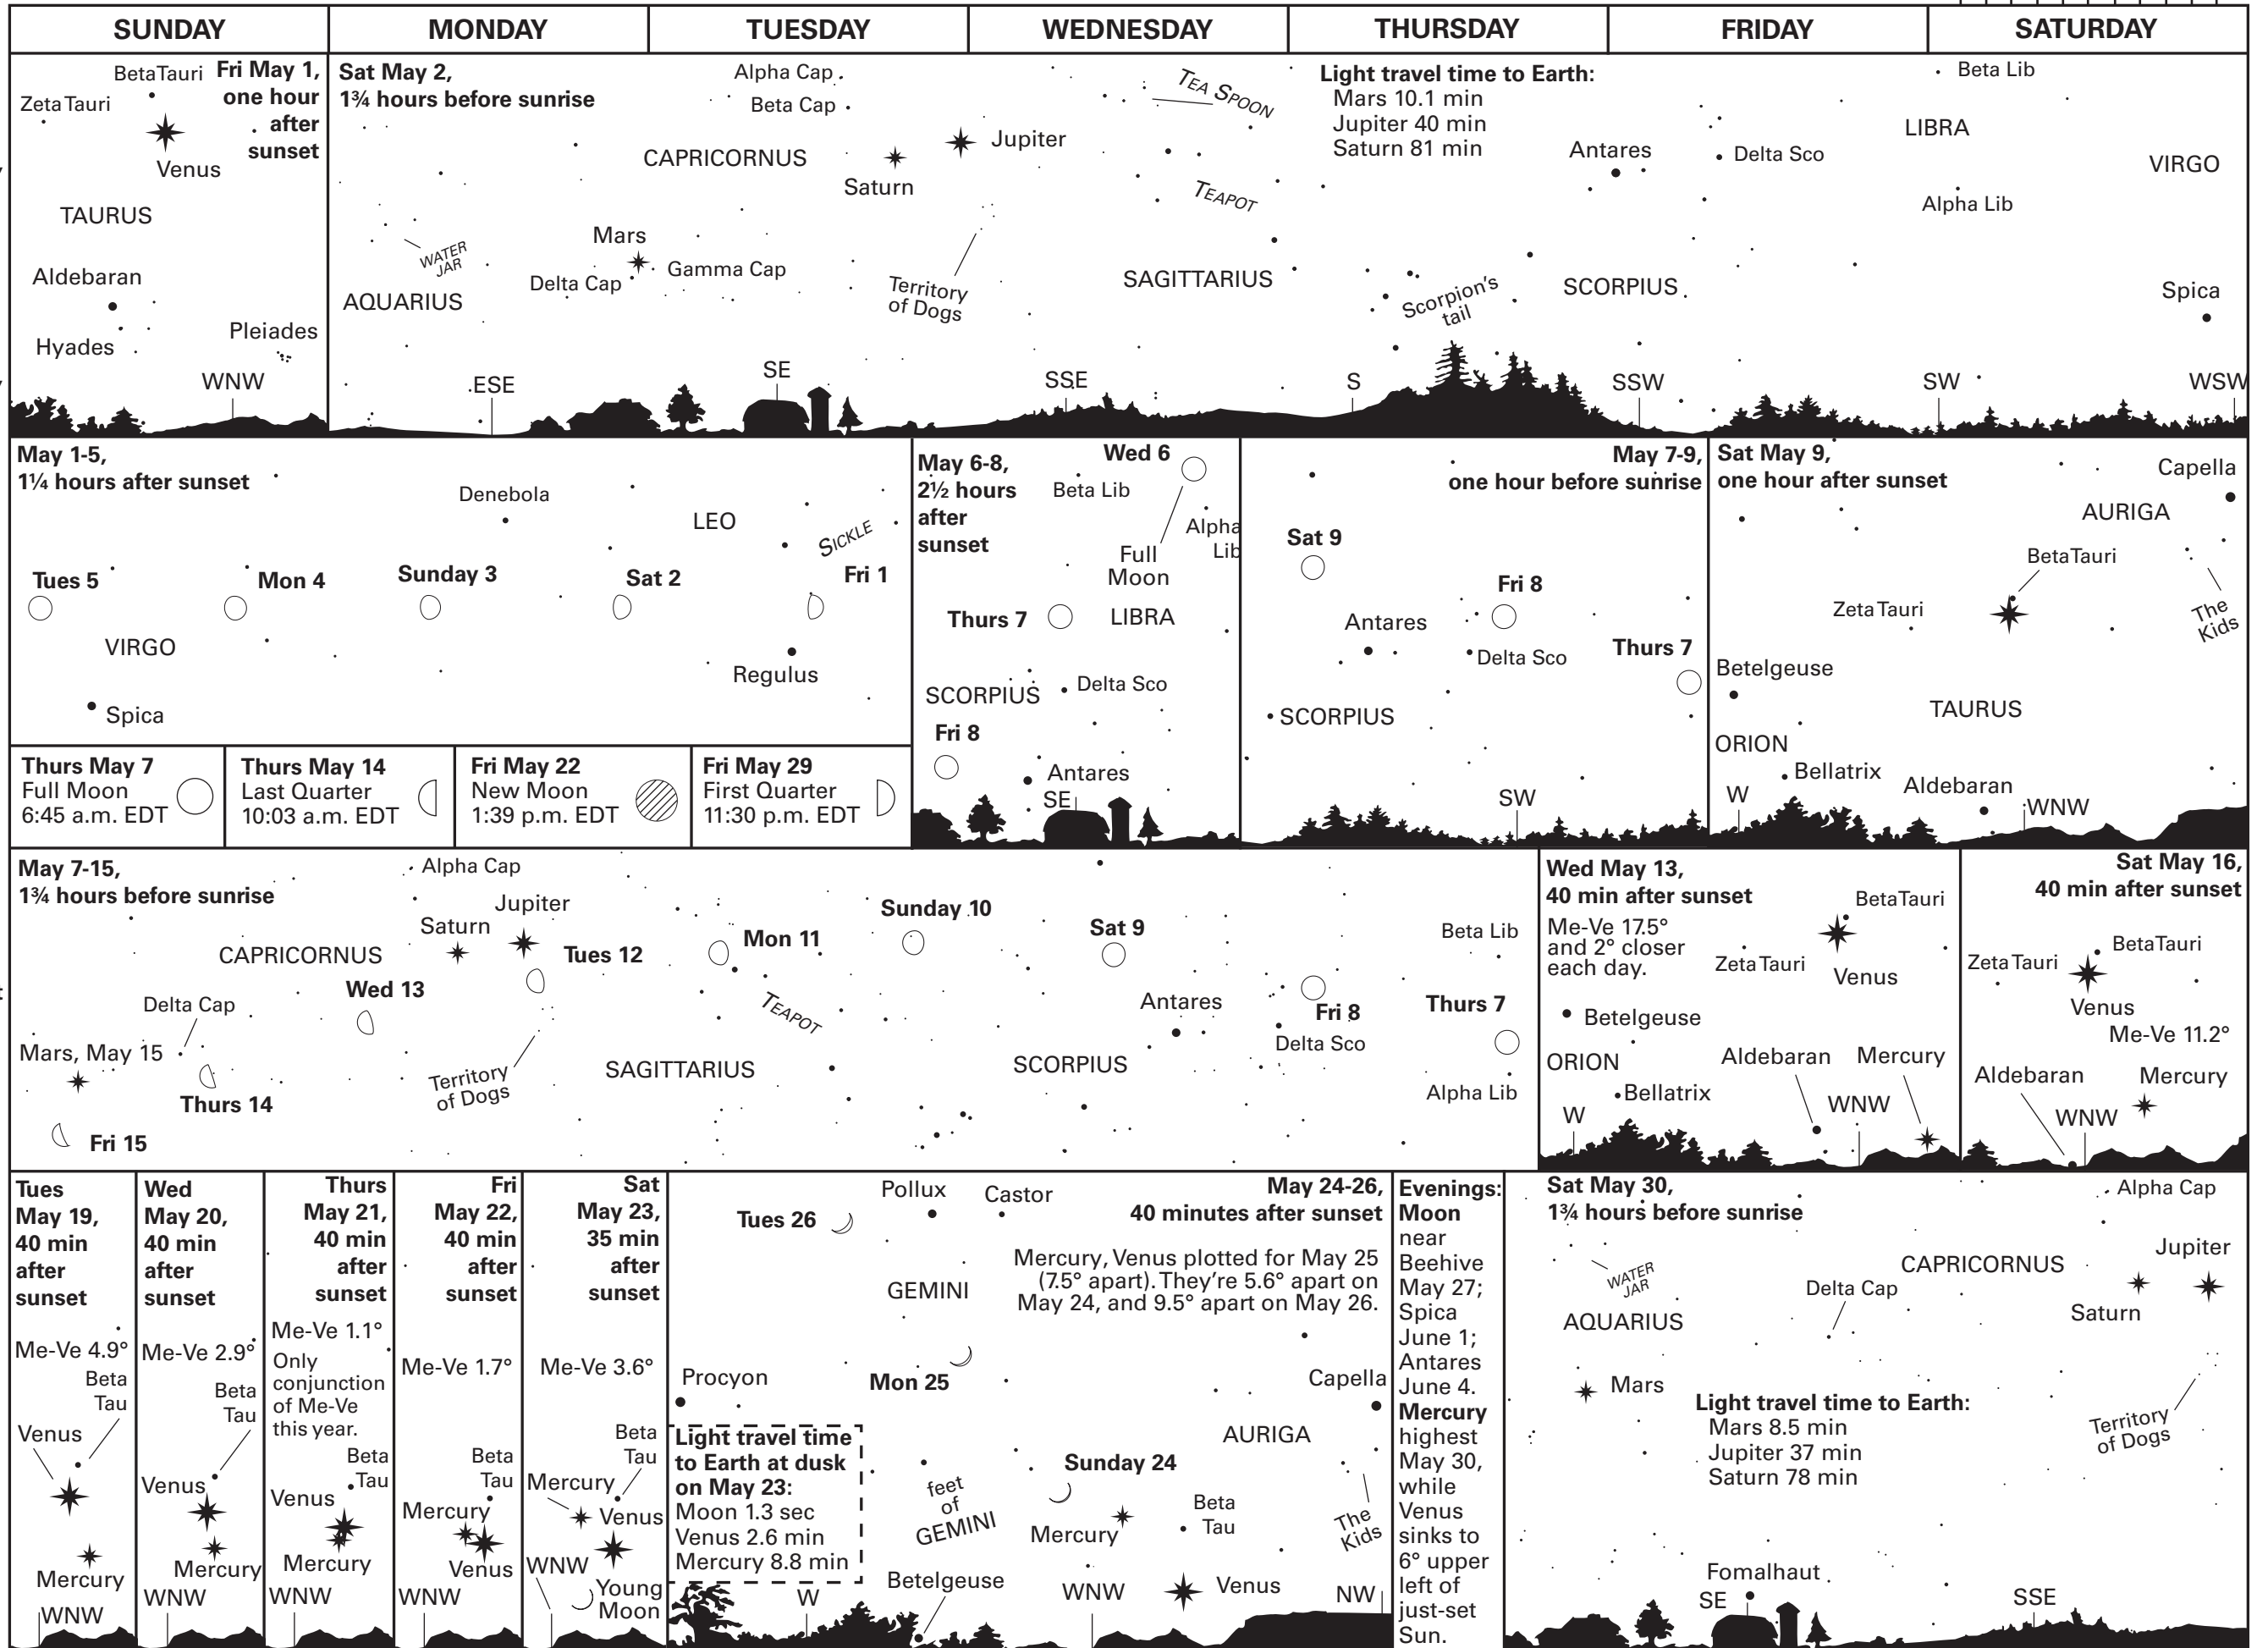 SUNDAY
MONDAY
TUESDAY
WEDNESDAY
THURSDAY
FRIDAY
SATURDAY
Fri May 1,
one hour
after
sunset
Beta Tauri
Zeta Tauri
Venus
TAURUS
Aldebaran
Hyades
Pleiades
WNW
Sat May 2,
1¾ hours before sunrise
Alpha Cap
Beta Cap
CAPRICORNUS
Saturn
Jupiter
TEA SPOON
TEAPOT
Light travel time to Earth:
Mars 10.1 min
Jupiter 40 min
Saturn 81 min
Antares
Delta Sco
Beta Lib
LIBRA
VIRGO
Alpha Lib
WATER
JAR
AQUARIUS
Mars
Delta Cap
Gamma Cap
Territory
of Dogs
SAGITTARIUS
Scorpion's
tail
SCORPIUS
Spica
ESE
SE
SSE
S
SSW
SW
WSW
May 1-5,
1¼ hours after sunset
Denebola
LEO
SICKLE
Tues 5
Mon 4
Sunday 3
Sat 2
Fri 1
VIRGO
Regulus
Spica
Thurs May 7
Full Moon
6:45 a.m. EDT
Thurs May 14
Last Quarter
10:03 a.m. EDT
Fri May 22
New Moon
1:39 p.m. EDT
Fri May 29
First Quarter
11:30 p.m. EDT
May 6-8,
2½ hours
after
sunset
Wed 6
Beta Lib
Alpha
Lib
Full
Moon
Thurs 7
LIBRA
SCORPIUS
Delta Sco
Fri 8
Antares
SE
May 7-9,
one hour before sunrise
Sat 9
Fri 8
Antares
Delta Sco
Thurs 7
SCORPIUS
SW
Sat May 9,
one hour after sunset
Capella
AURIGA
Beta Tauri
Zeta Tauri
The
Kids
Betelgeuse
TAURUS
ORION
Bellatrix
Aldebaran
W
WNW
May 7-15,
1¾ hours before sunrise
Alpha Cap
Jupiter
Saturn
CAPRICORNUS
Tues 12
Mon 11
Sunday 10
Sat 9
Beta Lib
Wed 13
Delta Cap
TEAPOT
Antares
Fri 8
Delta Sco
Thurs 7
Mars, May 15
Thurs 14
Territory
of Dogs
SAGITTARIUS
SCORPIUS
Alpha Lib
Fri 15
Wed May 13,
40 min after sunset
Me-Ve 17.5°
and 2° closer
each day.
Beta Tauri
Zeta Tauri
Venus
Betelgeuse
ORION
Aldebaran
Mercury
Bellatrix
W
WNW
Sat May 16,
40 min after sunset
Beta Tauri
Zeta Tauri
Venus
Me-Ve 11.2°
Aldebaran
Mercury
WNW
Tues
May 19,
40 min
after
sunset
Me-Ve 4.9°
Beta
Tau
Venus
Mercury
WNW
Wed
May 20,
40 min
after
sunset
Me-Ve 2.9°
Beta
Tau
Venus
Mercury
WNW
Thurs
May 21,
40 min
after
sunset
Me-Ve 1.1°
Only
conjunction
of Me-Ve
this year.
Beta
Tau
Venus
Mercury
WNW
Fri
May 22,
40 min
after
sunset
Me-Ve 1.7°
Beta
Tau
Mercury
Venus
WNW
Sat
May 23,
35 min
after
sunset
Me-Ve 3.6°
Beta
Tau
Mercury
Venus
WNW
Young
Moon
May 24-26,
40 minutes after sunset
Pollux
Castor
Tues 26
Mercury, Venus plotted for May 25
(7.5° apart). They're 5.6° apart on
May 24, and 9.5° apart on May 26.
GEMINI
Mon 25
Procyon
Capella
Light travel time
to Earth at dusk
on May 23:
Moon 1.3 sec
Venus 2.6 min
Mercury 8.8 min
AURIGA
Sunday 24
feet
of
GEMINI
Mercury
Beta
Tau
The
Kids
Betelgeuse
W
WNW
Venus
NW
Evenings:
Moon
near
Beehive
May 27;
Spica
June 1;
Antares
June 4.
Mercury
highest
May 30,
while
Venus
sinks to
6° upper
left of
just-set
Sun.
Sat May 30,
1¾ hours before sunrise
Alpha Cap
WATER
JAR
CAPRICORNUS
Jupiter
Delta Cap
Saturn
AQUARIUS
Mars
Light travel time to Earth:
Mars 8.5 min
Jupiter 37 min
Saturn 78 min
Territory
of Dogs
Fomalhaut
SE
SSE